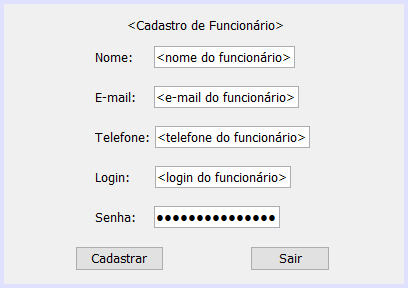 <Cadastro de Funcionário>
Nome: <nome do funcionário>
E-mail: <e-mail do funcionário>
Telefone: <telefone do funcionário>
Login: <login do funcionário>
Senha: ●●●●●●●●●●●●●●●
Cadastrar Sair